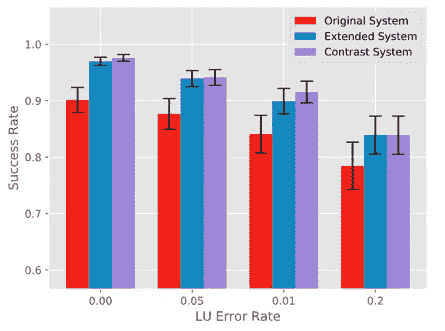 Original System
Extended System
Contrast System
Success Rate
1.0
0.9
0.8
0.7
0.6
0.00
0.05
0.01
0.2
LU Error Rate